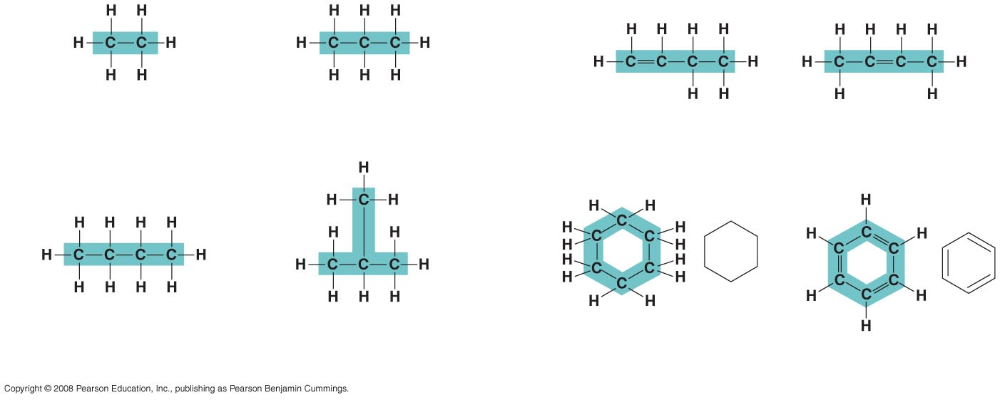 H H
H C C H
H H
H H H
H C C C H
H H H
H H H H
H C C C C H
H H
H H H H
H C C C C H
H H
H H H H
H C C C C H
H H H H
H
H C H
H H
H C C C H
H H H
H H
H C H
C C
H H
H H
C C
H H
C
H H
H
H C H
C C
C C
H C H
H
Copyright © 2008 Pearson Education, Inc., publishing as Pearson Benjamin Cummings.